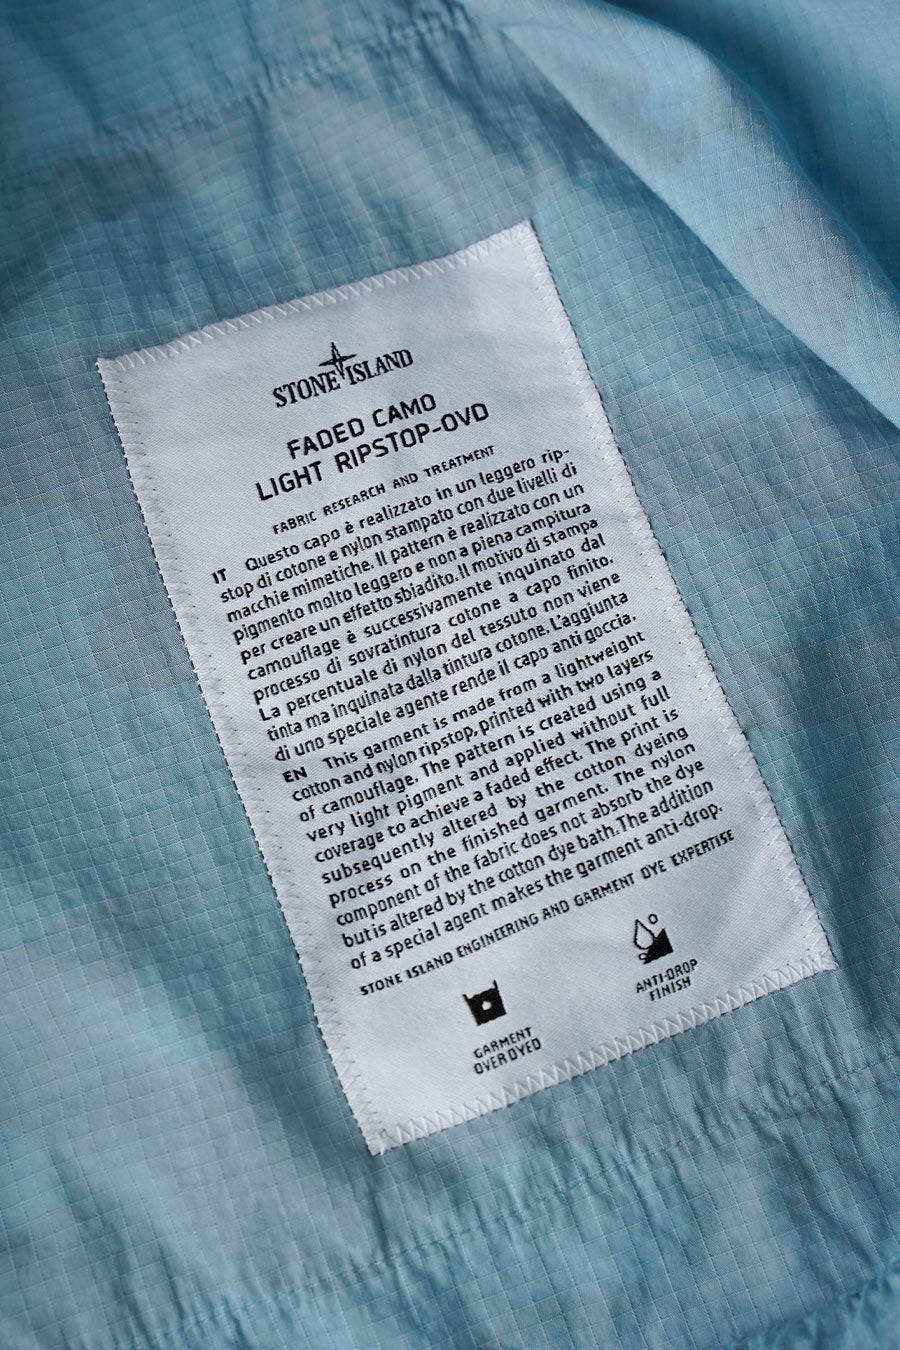 STONE ISLAND
FADED CAMO
LIGHT RIPSTOP-OVD
FABRIC RESEARCH AND TREATMENT
IT Questo capo è realizzato in un leggero rip-
stop di cotone e nylon stampato con due livelli di
macchie mimetiche. Il pattern è realizzato con un
pigmento molto leggero e non a piena campitura
per creare un effetto sbiadito. Il motivo di stampa
camouflage è successivamente inquinato dal
processo di sovratintura cotone a capo finito.
La percentuale di nylon del tessuto non viene
tinta ma inquinata dalla tintura cotone. L'aggiunta
di uno speciale agente rende il capo anti goccia.
EN This garment is made from a lightweight
cotton and nylon ripstop, printed with two layers
of camouflage. The pattern is created using a
very light pigment and applied without full
coverage to achieve a faded effect. The print is
subsequently altered by the cotton dyeing
process on the finished garment. The nylon
component of the fabric does not absorb the dye
but is altered by the cotton dye bath. The addition
of a special agent makes the garment anti-drop.
STONE ISLAND ENGINEERING AND GARMENT DYE EXPERTISE
GARMENT
OVERDYED
ANTI-DROP
FINISH